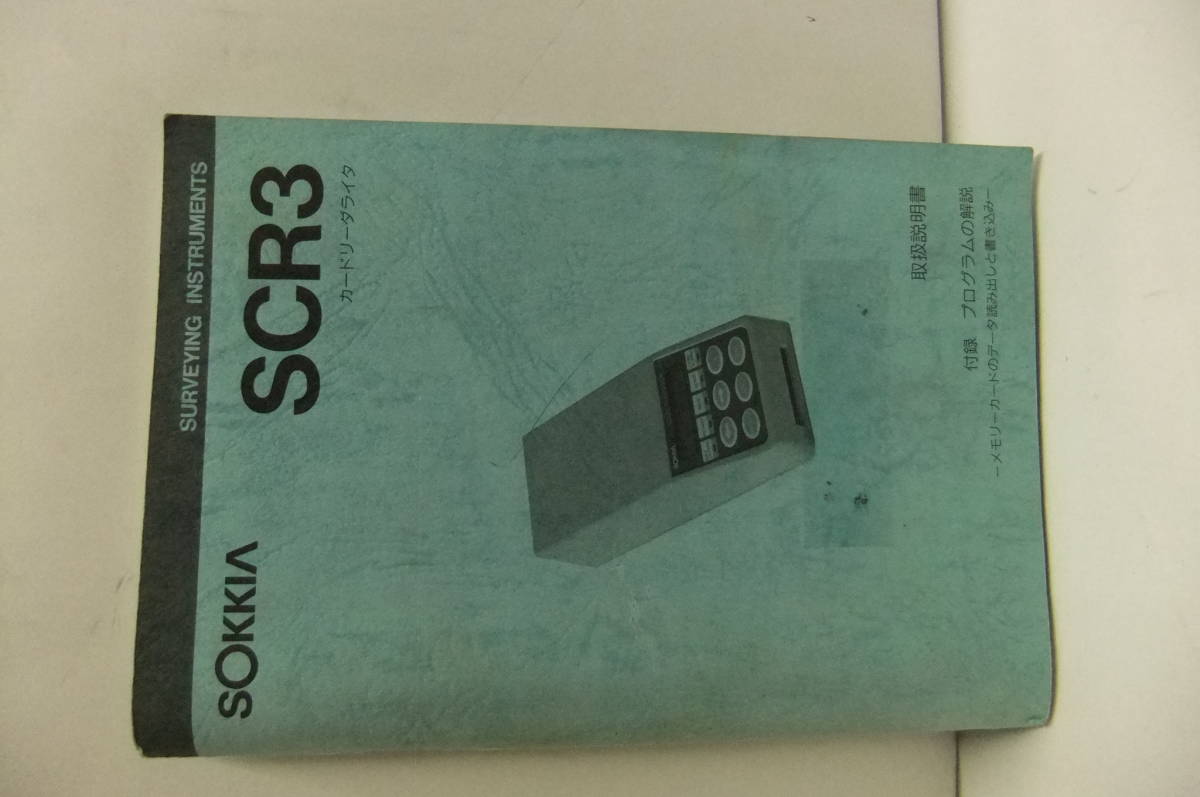 SURVEYING INSTRUMENTS
SOKKIA
SCR3
カードリーダライタ
取扱説明書
付録 プログラムの解説
－メモリーカードのデータ読み出しと書き込み－